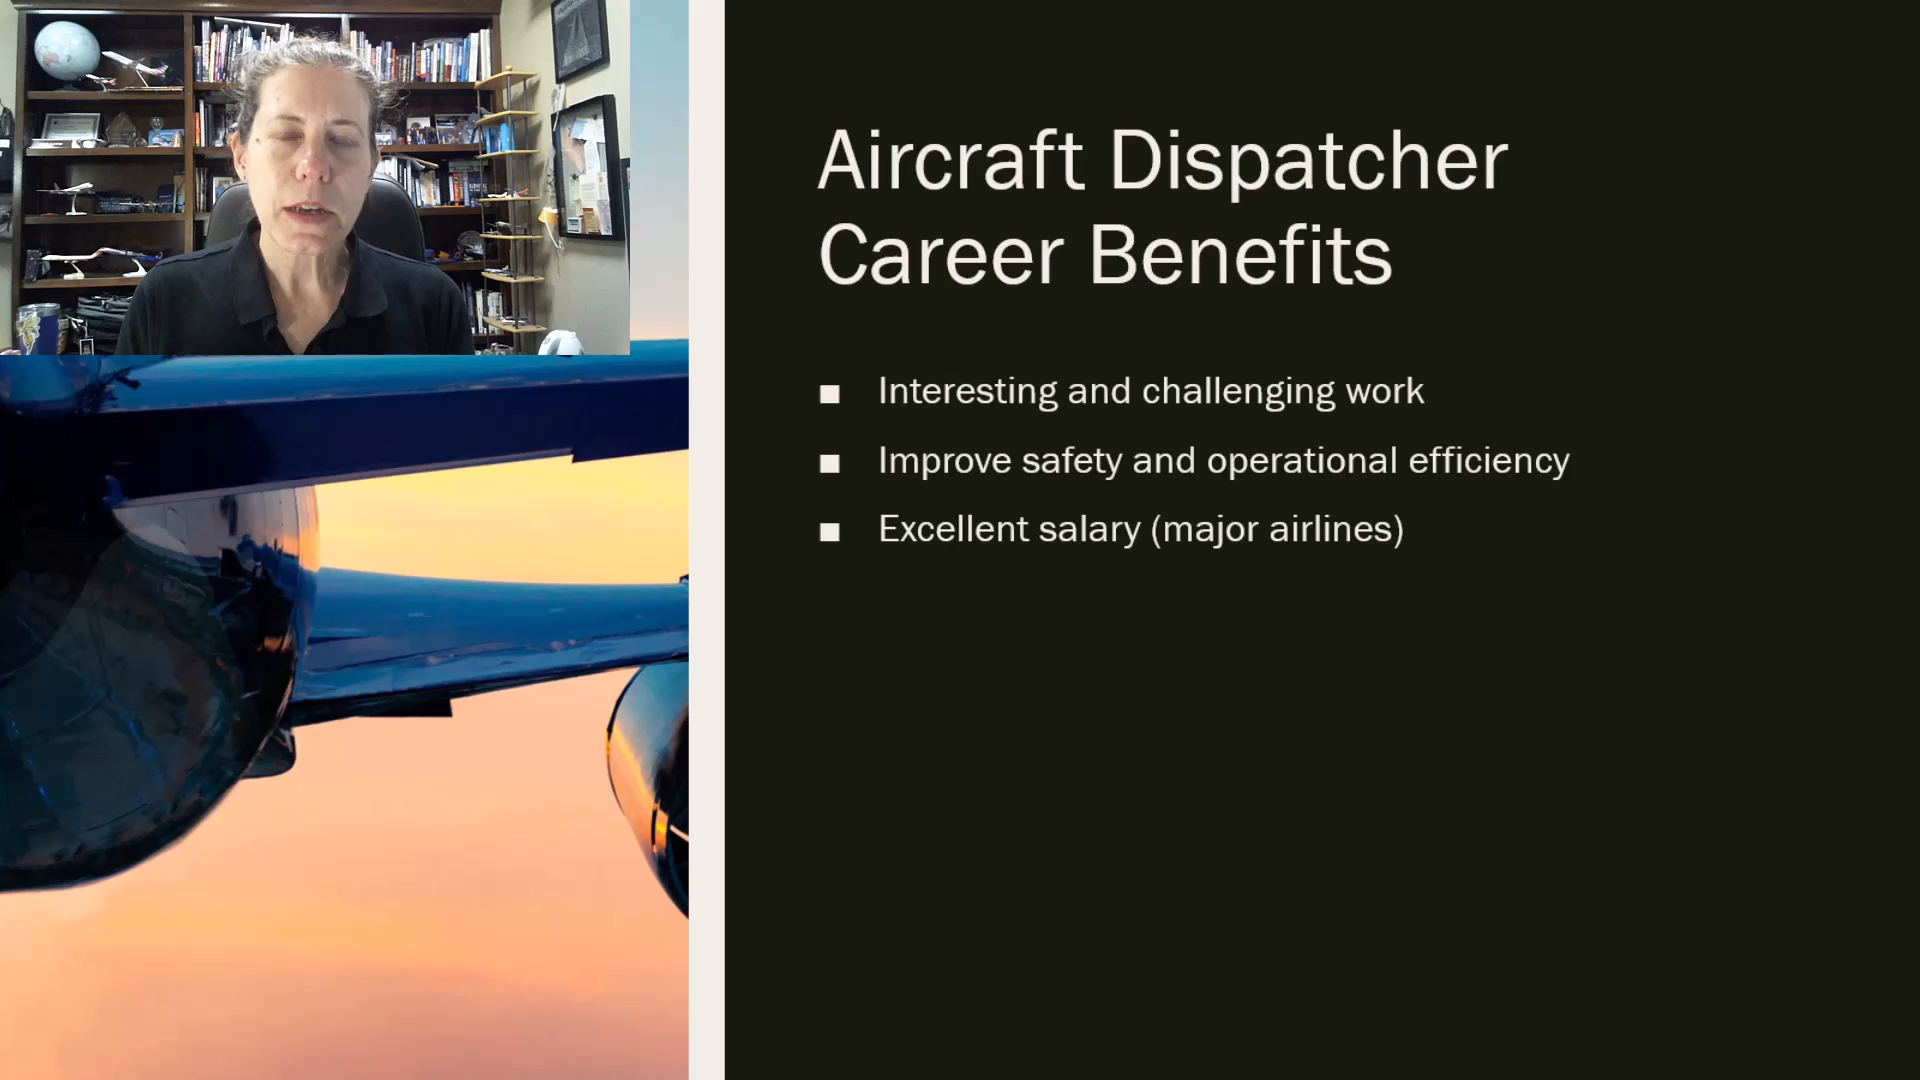 Aircraft Dispatcher
Career Benefits
■ Interesting and challenging work
■ Improve safety and operational efficiency
■ Excellent salary (major airlines)